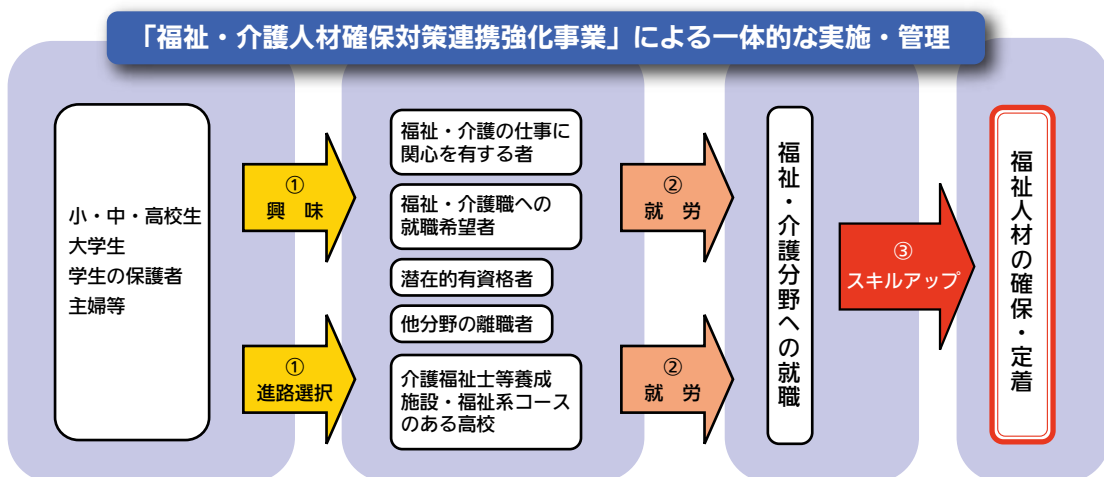 「福祉・介護人材確保対策連携強化事業」による一体的な実施・管理
小・中・高校生
大学生
学生の保護者
主婦等
①
興　味
①
進路選択
福祉・介護の仕事に
関心を有する者
福祉・介護職への
就職希望者
潜在的有資格者
他分野の離職者
介護福祉士等養成
施設・福祉系コース
のある高校
②
就　労
②
就　労
福祉・介護分野への就職
③
スキルアップ
福祉人材の確保・定着